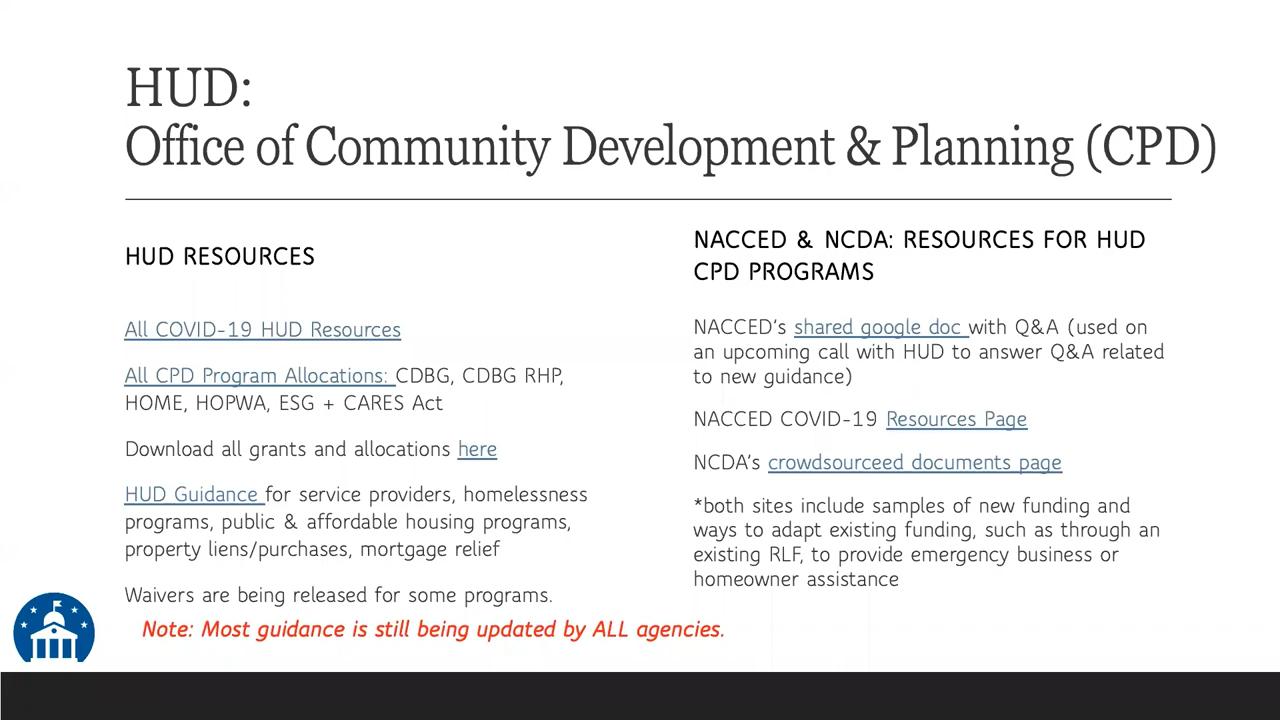 HUD:
Office of Community Development & Planning (CPD)
HUD RESOURCES
All COVID-19 HUD Resources
All CPD Program Allocations: CDBG, CDBG RHP,
HOME, HOPWA, ESG + CARES Act
Download all grants and allocations here
HUD Guidance for service providers, homelessness
programs, public & affordable housing programs,
property liens/purchases, mortgage relief
Waivers are being released for some programs.
Note: Most guidance is still being updated by ALL agencies.
NACCED & NCDA: RESOURCES FOR HUD
CPD PROGRAMS
NACCED's shared google doc with Q&A (used on
an upcoming call with HUD to answer Q&A related
to new guidance)
NACCED COVID-19 Resources Page
NCDA's crowdsourceed documents page
*both sites include samples of new funding and
ways to adapt existing funding, such as through an
existing RLF, to provide emergency business or
homeowner assistance